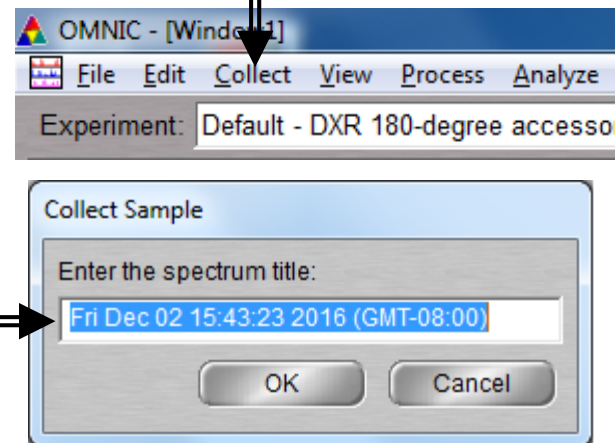 OMNIC - [Window1]
File Edit Collect View Process Analyze
Experiment: Default - DXR 180-degree accesso
Collect Sample
Enter the spectrum title:
Fri Dec 02 15:43:23 2016 (GMT-08:00)
OK Cancel